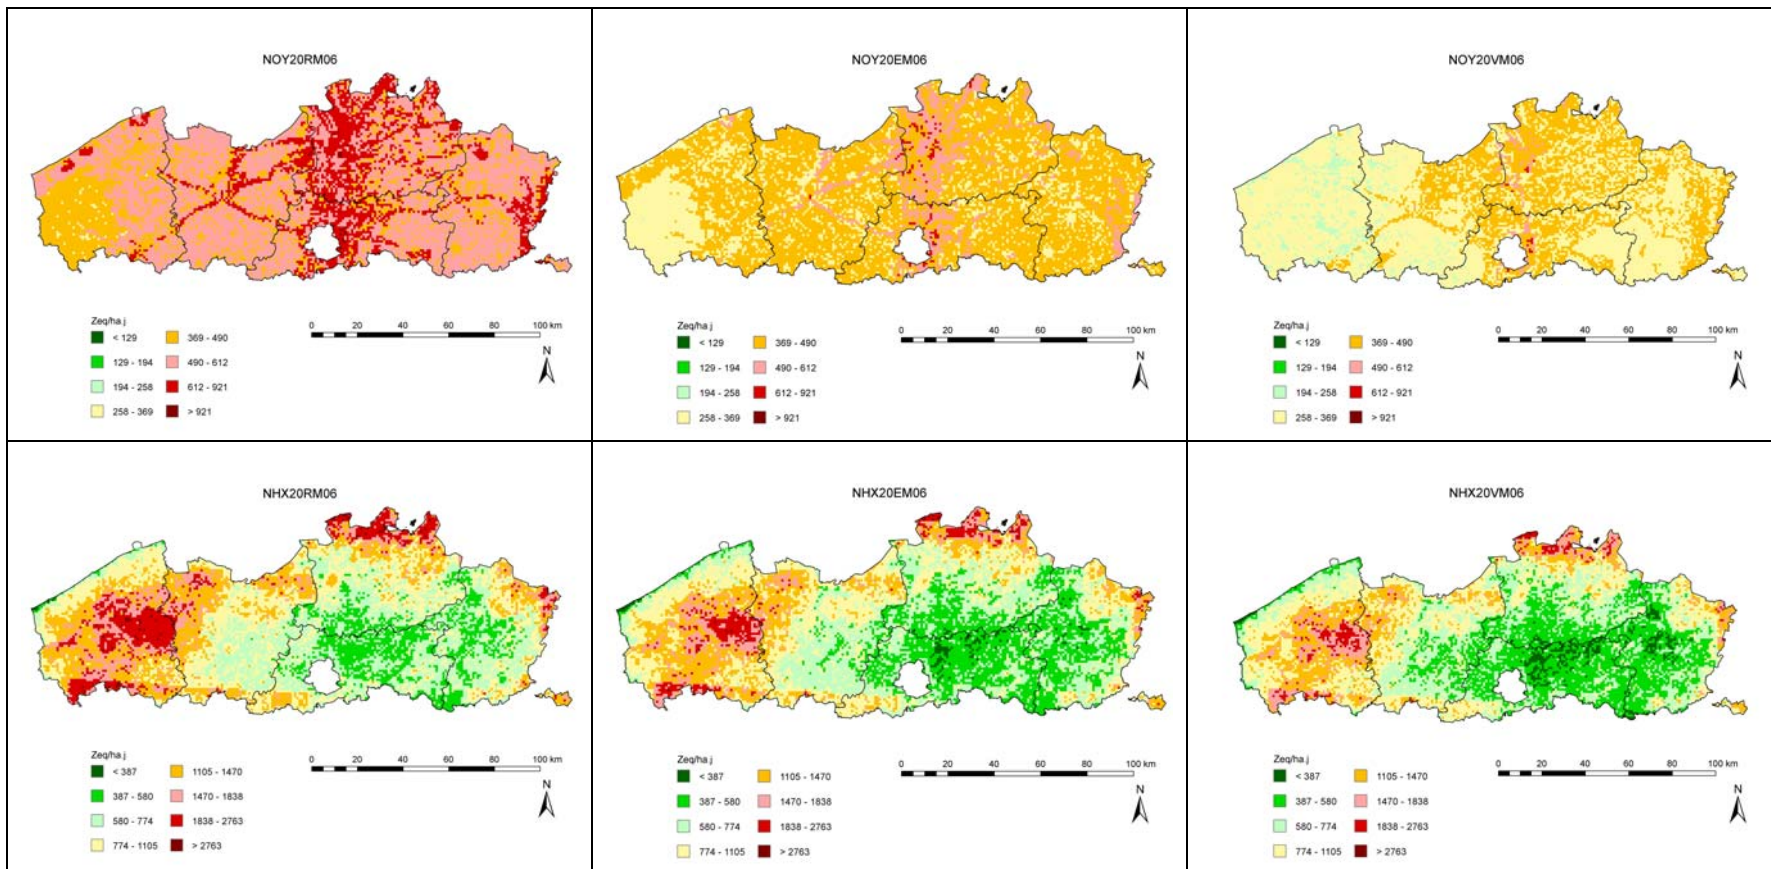 NOY20RM06
Zeq/ha.j
< 129 369 - 490
129 - 194 490 - 612
194 - 258 612 - 921
258 - 369 > 921
0 20 40 60 80 100 km
N
NOY20EM06
Zeq/ha.j
< 129 369 - 490
129 - 194 490 - 612
194 - 258 612 - 921
258 - 369 > 921
0 20 40 60 80 100 km
N
NOY20VM06
Zeq/ha.j
< 129 369 - 490
129 - 194 490 - 612
194 - 258 612 - 921
258 - 369 > 921
0 20 40 60 80 100 km
N
NHX20RM06
Zeq/ha.j
< 387 1105 - 1470
387 - 580 1470 - 1838
580 - 774 1838 - 2763
774 - 1105 > 2763
0 20 40 60 80 100 km
N
NHX20EM06
Zeq/ha.j
< 387 1105 - 1470
387 - 580 1470 - 1838
580 - 774 1838 - 2763
774 - 1105 > 2763
0 20 40 60 80 100 km
N
NHX20VM06
Zeq/ha.j
< 387 1105 - 1470
387 - 580 1470 - 1838
580 - 774 1838 - 2763
774 - 1105 > 2763
0 20 40 60 80 100 km
N